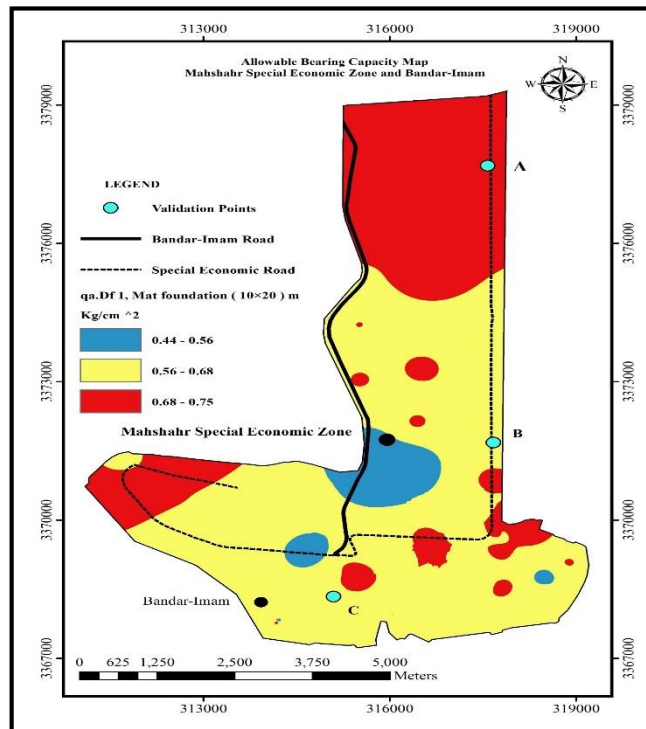 313000 316000 319000
Allowable Bearing Capacity Map
Mahshahr Special Economic Zone and Bandar-Imam
N
W E
S
3379000 3379000
A
LEGEND
Validation Points
Bandar-Imam Road
3376000 3376000
Special Economic Road
qa.Df 1, Mat foundation ( 10×20 ) m
Kg/cm ^2
0.44 - 0.56
0.56 - 0.68
3373000 3373000
0.68 - 0.75
Mahshahr Special Economic Zone
B
3370000 3370000
Bandar-Imam
C
3367000 3367000
0 625 1,250 2,500 3,750 5,000
Meters
313000 316000 319000